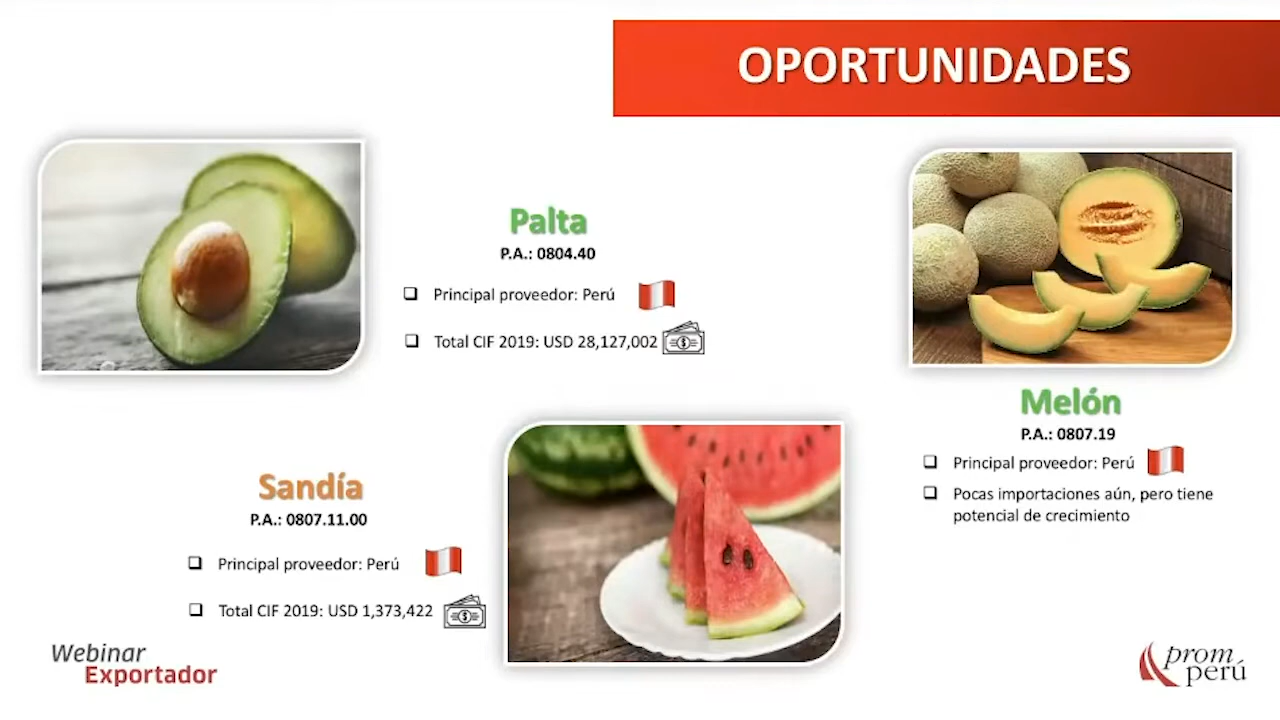 OPORTUNIDADES
Palta
P.A.: 0804.40
Principal proveedor: Perú
Total CIF 2019: USD 28,127,002
Melón
P.A.: 0807.19
Principal proveedor: Perú
Pocas importaciones aún, pero tiene
potencial de crecimiento
Sandía
P.A.: 0807.11.00
Principal proveedor: Perú
Total CIF 2019: USD 1,373,422
Webinar
Exportador
prom
perú